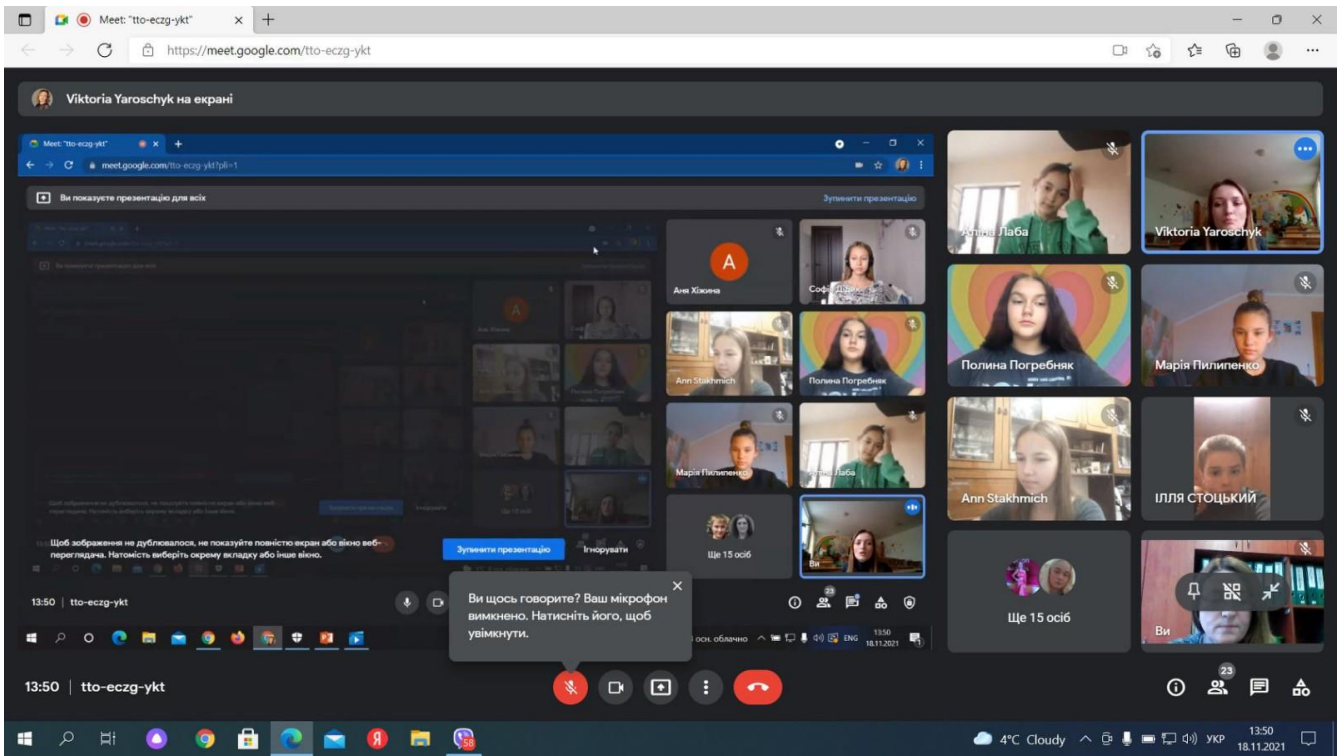 Meet: "tto-eczg-ykt"
https://meet.google.com/tto-eczg-ykt
Viktoria Yaroschyk на екрані
Meet: "tto-eczg-ykt"
meet.google.com/tto-eczg-ykt?pli=1
Ви показуєте презентацію для всіх
Зупинити презентацію
A
Аня Хіжина
Ann Stakhmich
Полина Погребняк
Марія Пилипенко
Аліна Лаба
Ще 15 осіб
Ви
Щоб зображення не дублювалося, не показуйте повністю екран або вікно веб-
переглядача. Натомість виберіть окрему вкладку або інше вікно.
Зупинити презентацію
Ігнорувати
13:50 | tto-eczg-ykt
23
осн. облачно
ENG
13:50
18.11.2021
Ви щось говорите? Ваш мікрофон
вимкнено. Натисніть його, щоб
увімкнути.
Аліна Лаба
Viktoria Yaroschyk
Полина Погребняк
Марія Пилипенко
Ann Stakhmich
ІЛЛЯ СТОЦЬКИЙ
Ще 15 осіб
Ви
13:50 | tto-eczg-ykt
23
58
4°C Cloudy
УКР
13:50
18.11.2021